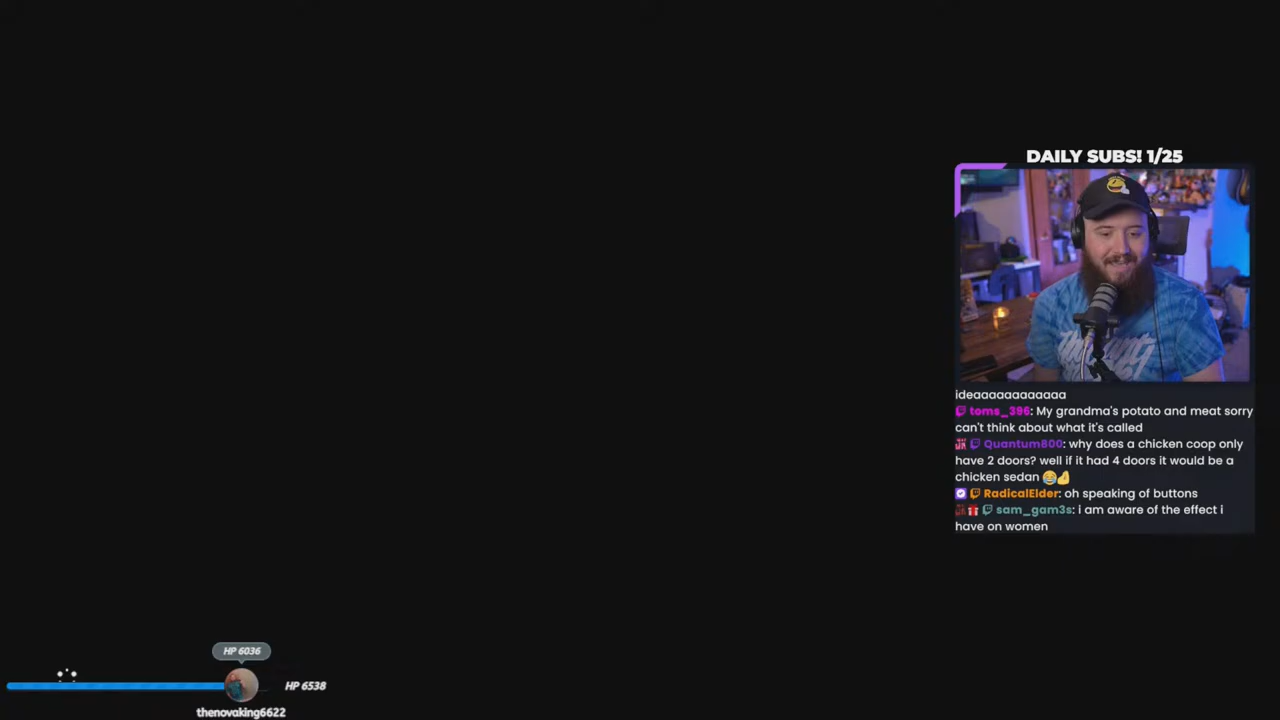 DAILY SUBS! 1/25
ideaaaaaaaaaaaa
toms_396: My grandma's potato and meat sorry
can't think about what it's called
Quantum800: why does a chicken coop only
have 2 doors? well if it had 4 doors it would be a
chicken sedan 😂🤌
RadicalElder: oh speaking of buttons
sam_gam3s: i am aware of the effect i
have on women
HP 6036
HP 6538
thenovaking6622